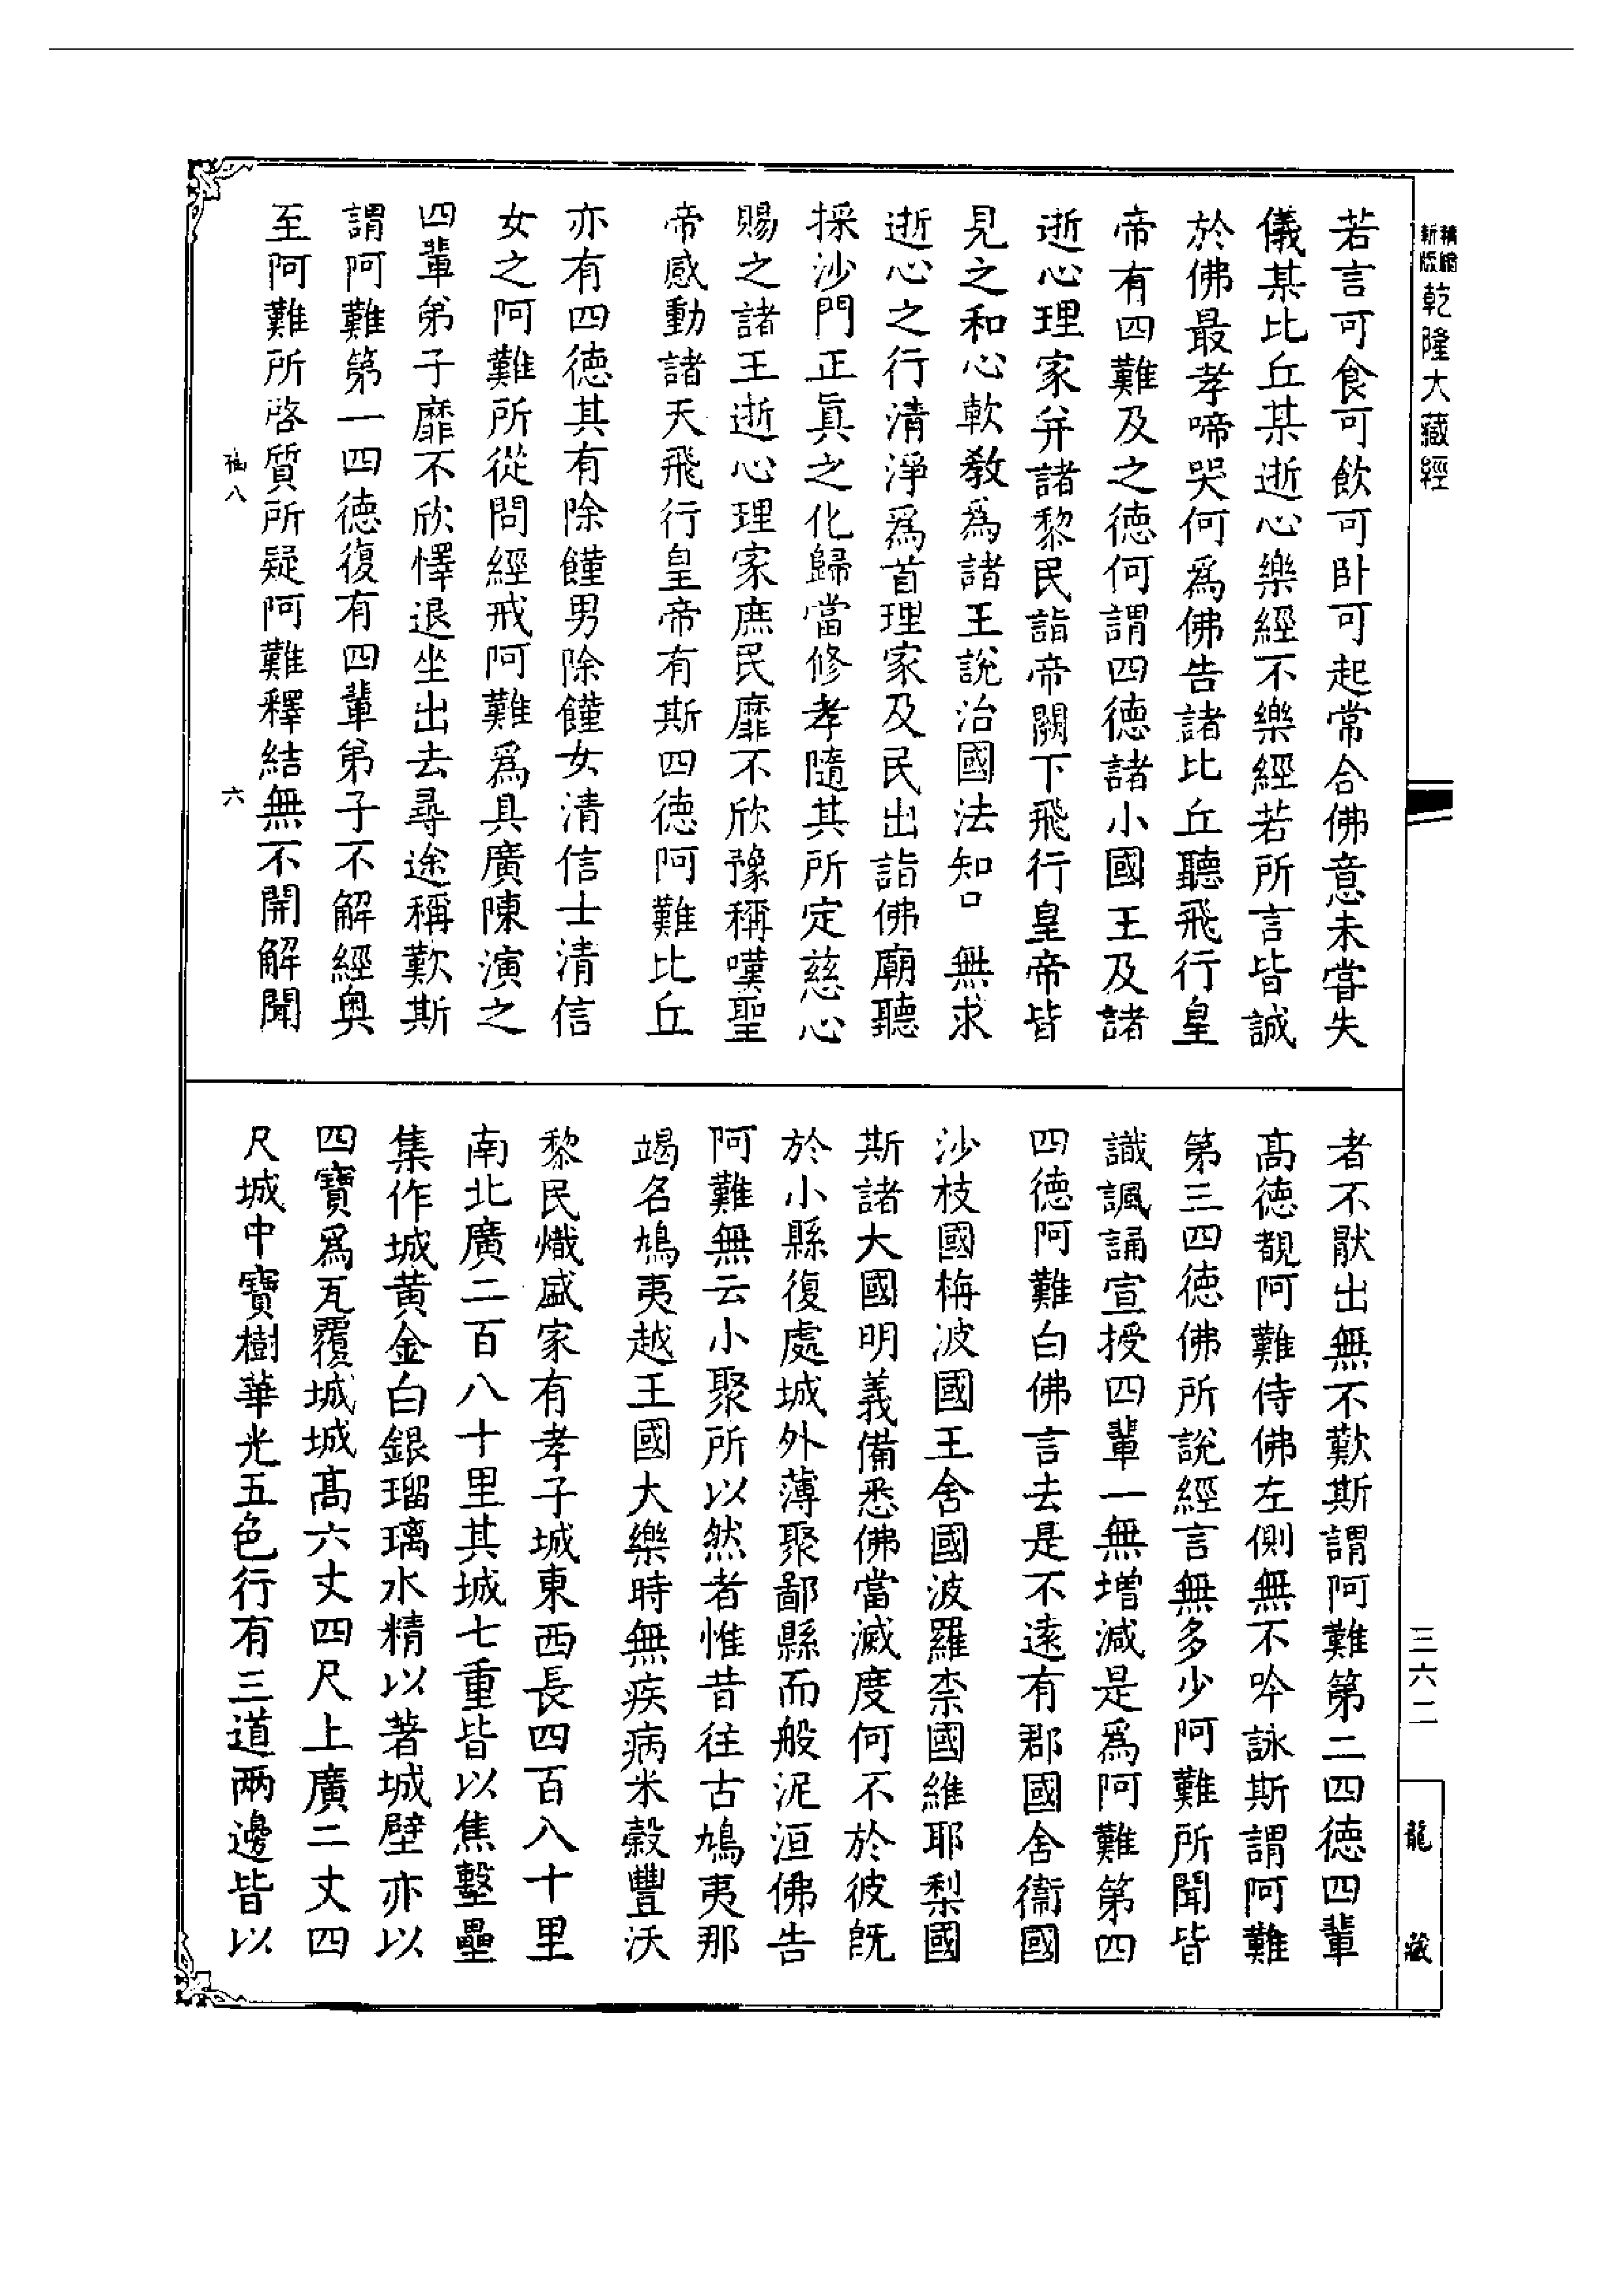 精縮
新版
乾隆大藏經
若言可食可飲可卧可起常合佛意未嘗失
儀某比丘某逝心樂經不樂經若所言皆誠
於佛最孝啼哭何爲佛告諸比丘聽飛行皇
帝有四難及之德何謂四德諸小國王及諸
逝心理家并諸黎民詣帝闕下飛行皇帝皆
見之和心軟教爲諸王說治國法知口 無求
逝心之行清淨爲首理家及民出詣佛廟聽
採沙門正眞之化歸當修孝隨其所定慈心
賜之諸王逝心理家庶民靡不欣豫稱嘆聖
帝感動諸天飛行皇帝有斯四德阿難比丘
亦有四德其有除饉男除饉女清信士清信
女之阿難所從問經戒阿難爲具廣陳演之
四輩弟子靡不欣懌退坐出去尋途稱歎斯
謂阿難第一四德復有四輩弟子不解經奥
至阿難所啓質所疑阿難釋結無不開解聞
福八 六
者不猒出無不歎斯謂阿難第二四德四輩
高德覩阿難侍佛左側無不吟詠斯謂阿難
第三四德佛所說經言無多少阿難所聞皆
識諷誦宣授四輩一無增減是爲阿難第四
四德阿難白佛言去是不遠有郡國舍衞國
沙枝國栴波國王舍國波羅柰國維耶梨國
斯諸大國明義備悉佛當滅度何不於彼旣
於小縣復處城外薄聚鄙縣而般泥洹佛告
阿難無云小聚所以然者惟昔往古鳩夷那
竭名鳩夷越王國大樂時無疾病米穀豐沃
黎民熾盛家有孝子城東西長四百八十里
南北廣二百八十里其城七重皆以焦墼壘
集作城黄金白銀瑠璃水精以著城壁亦以
四寶爲瓦覆城城高六丈四尺上廣二丈四
尺城中寶樹華光五色行有三道兩邊皆以
三六二
龍藏